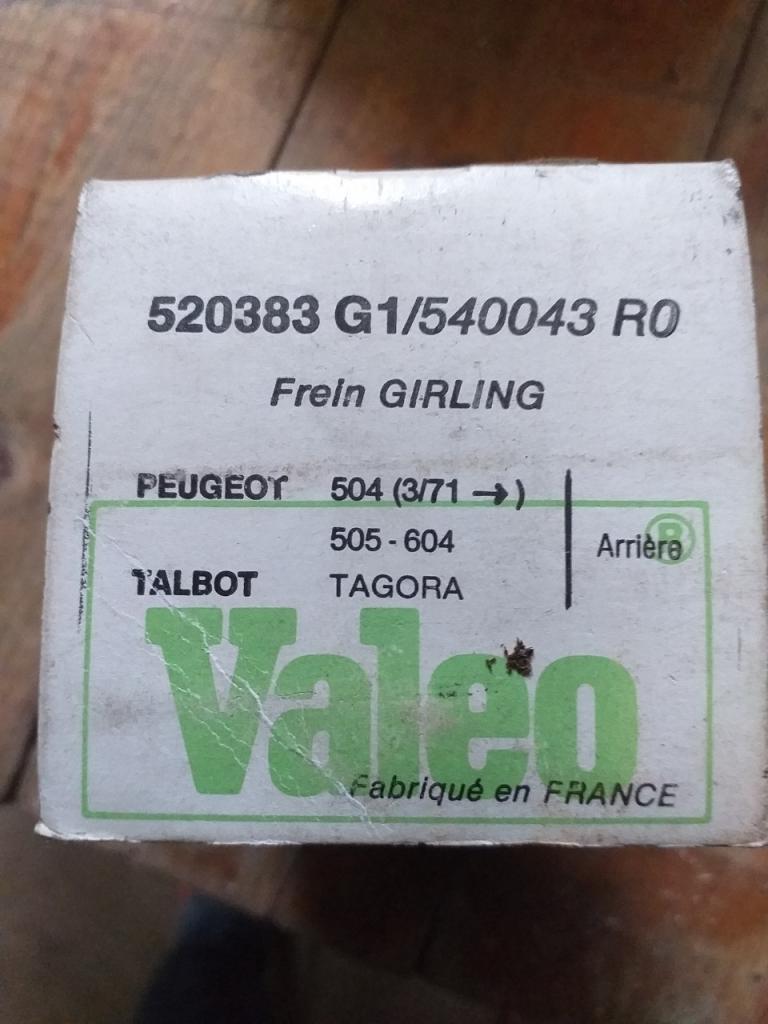 520383 G1/540043 R0
Frein GIRLING
PEUGEOT 504 (3/71 → )
505 - 604 Arrière ®
TALBOT TAGORA
Valeo
Fabriqué en FRANCE